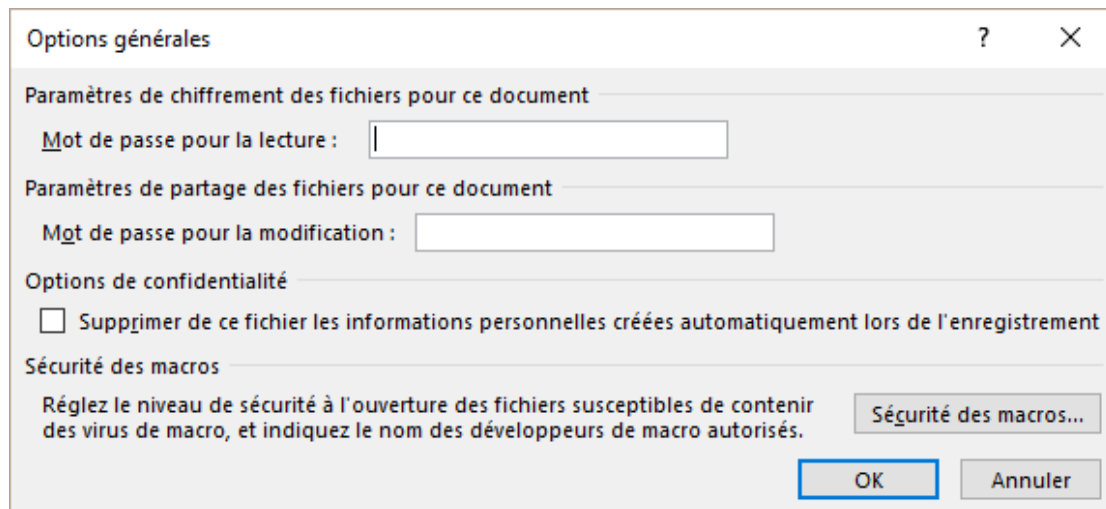 Options générales ?
Paramètres de chiffrement des fichiers pour ce document
Mot de passe pour la lecture :
Paramètres de partage des fichiers pour ce document
Mot de passe pour la modification :
Options de confidentialité
Supprimer de ce fichier les informations personnelles créées automatiquement lors de l'enregistrement
Sécurité des macros
Réglez le niveau de sécurité à l'ouverture des fichiers susceptibles de contenir
des virus de macro, et indiquez le nom des développeurs de macro autorisés.
Sécurité des macros...
OK Annuler